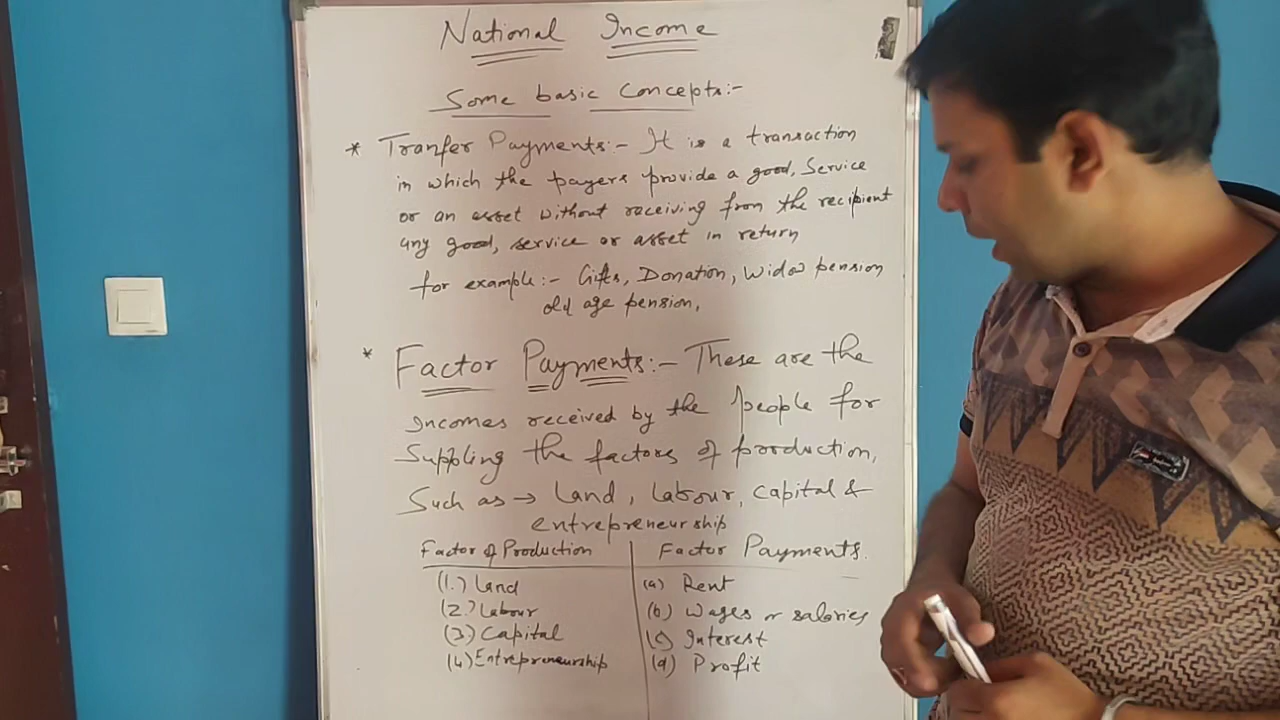 National Income
Some basic Concepts:-
* Tranfer Payments:- It is a transaction
in which the payers provide a good, Service
or an asset without receiving from the recipient
any good, service or asset in return
for example:- Gifts, Donation, Widow pension
old age pension,
* Factor Payments:- These are the
incomes received by the people for
Suppling the factors of production,
Such as → land, labour, capital &
entrepreneurship
Factor of Production Factor Payments.
(1.) Land (a) Rent
(2.) Labour (b) Wages or salaries
(3) Capital (c) Interest
(4) Entrepreneurship (d) Profit